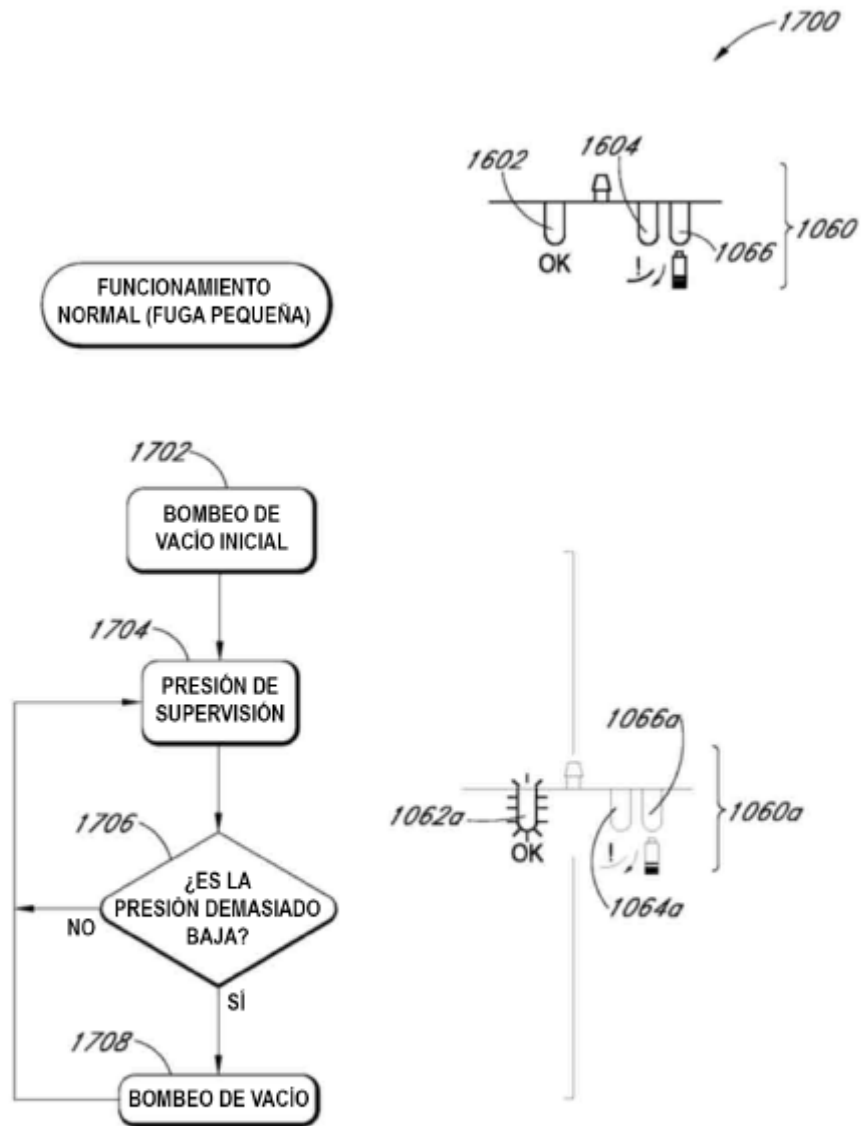 1700
1602
1604
1066
1060
OK
!
FUNCIONAMIENTO
NORMAL (FUGA PEQUEÑA)
1702
BOMBEO DE
VACÍO INICIAL
1704
PRESIÓN DE
SUPERVISIÓN
1706
¿ES LA
PRESIÓN DEMASIADO
BAJA?
NO
SÍ
1708
BOMBEO DE VACÍO
1066a
1062a
1060a
OK
!
1064a